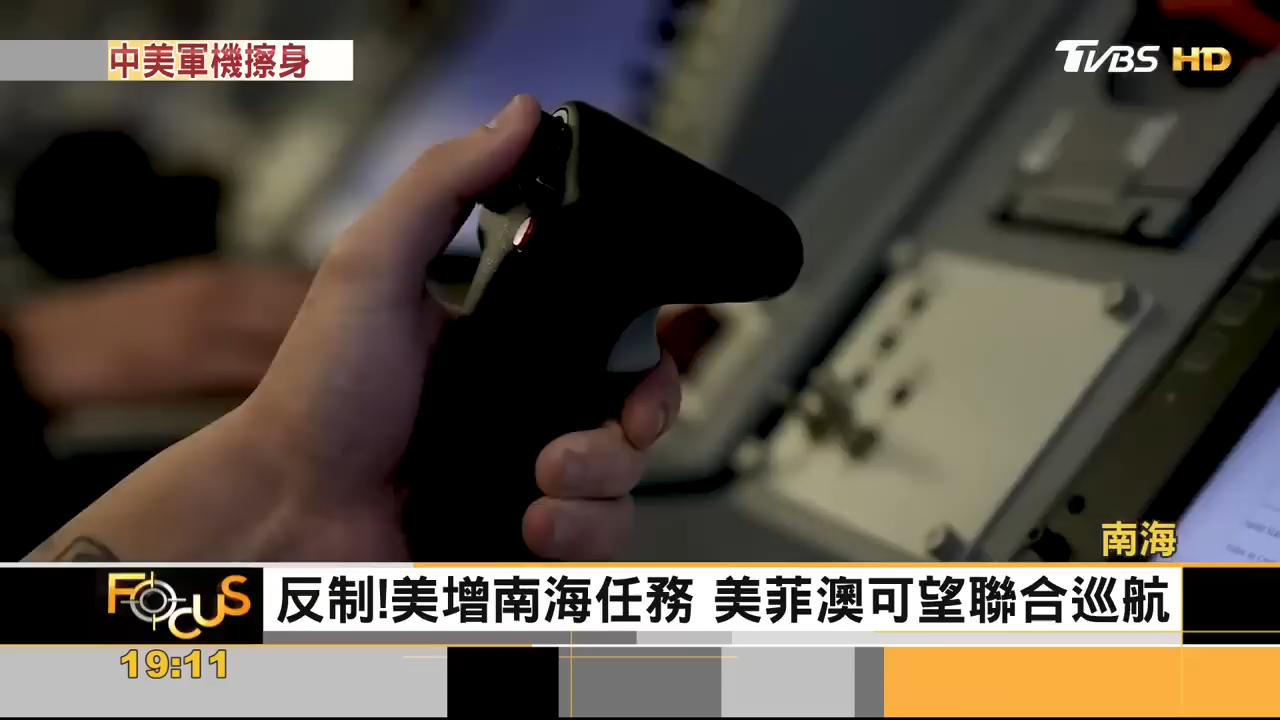 中美軍機擦身
TVBS HD
南海
FOCUS
反制!美增南海任務 美菲澳可望聯合巡航
19:11